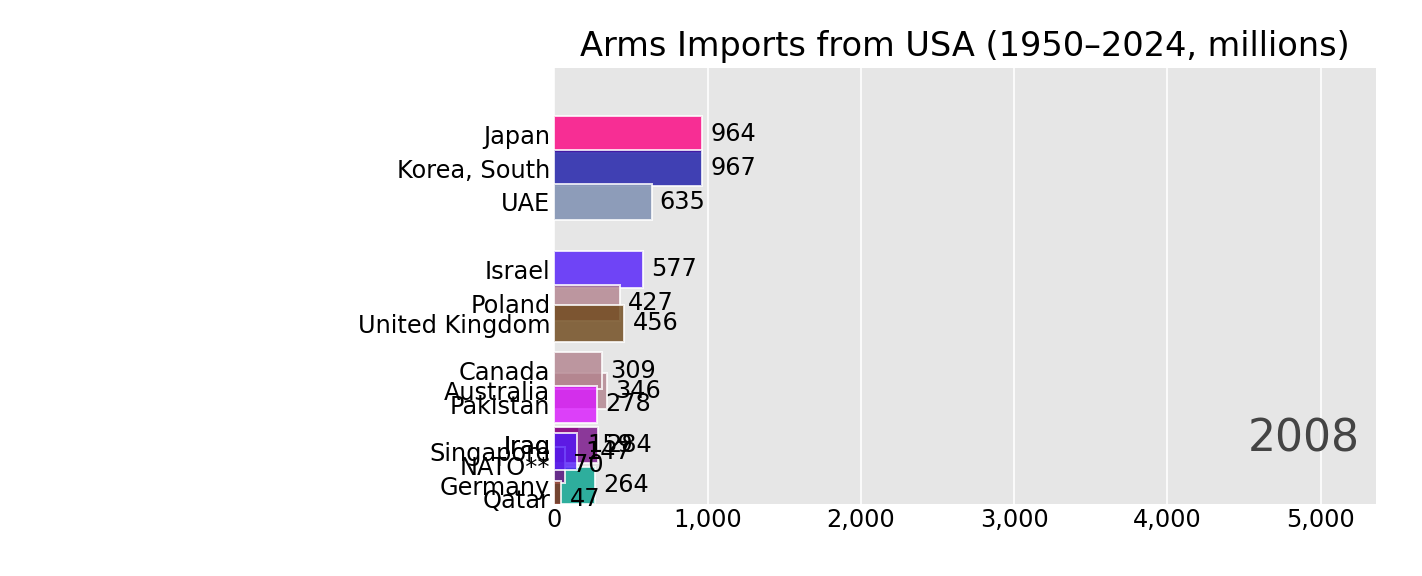 Arms Imports from USA (1950–2024, millions)
Japan 964
Korea, South 967
UAE 635
Israel 577
Poland 427
United Kingdom 456
Canada 309
Australia 346
Pakistan 278
Iraq 159 284
Singapore 147
NATO** 70
Germany 264
Qatar 47
2008
0 1,000 2,000 3,000 4,000 5,000